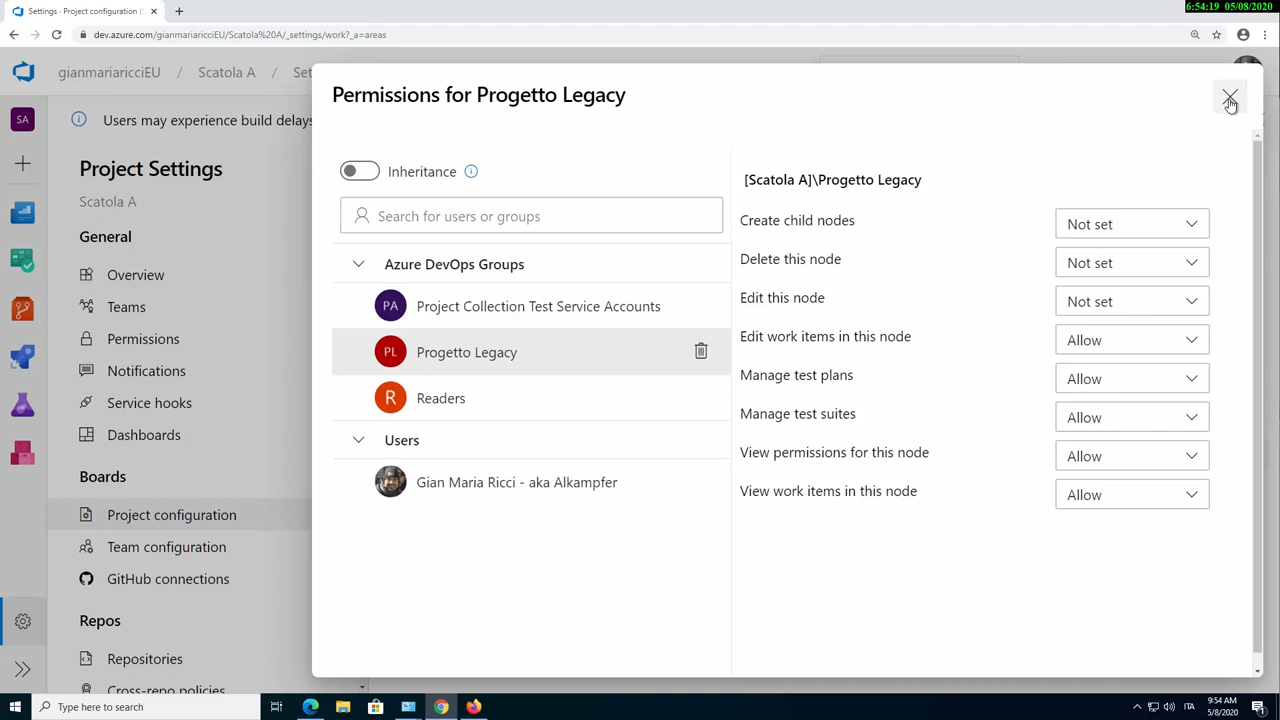 6:54:19 05/08/2020
Settings - Project configuration (S
dev.azure.com/gianmariaricciEU/Scatola%20A/_settings/work?_a=areas
gianmariaricciEU / Scatola A / Set
Users may experience build delays
Project Settings
Scatola A
General
Overview
Teams
Permissions
Notifications
Service hooks
Dashboards
Boards
Project configuration
Team configuration
GitHub connections
Repos
Repositories
Cross-repo policies
SA
Permissions for Progetto Legacy
Inheritance
Search for users or groups
Azure DevOps Groups
PA Project Collection Test Service Accounts
PL Progetto Legacy
R Readers
Users
Gian Maria Ricci - aka Alkampfer
[Scatola A]\Progetto Legacy
Create child nodes Not set
Delete this node Not set
Edit this node Not set
Edit work items in this node Allow
Manage test plans Allow
Manage test suites Allow
View permissions for this node Allow
View work items in this node Allow
Type here to search
ITA
9:54 AM
5/8/2020
1